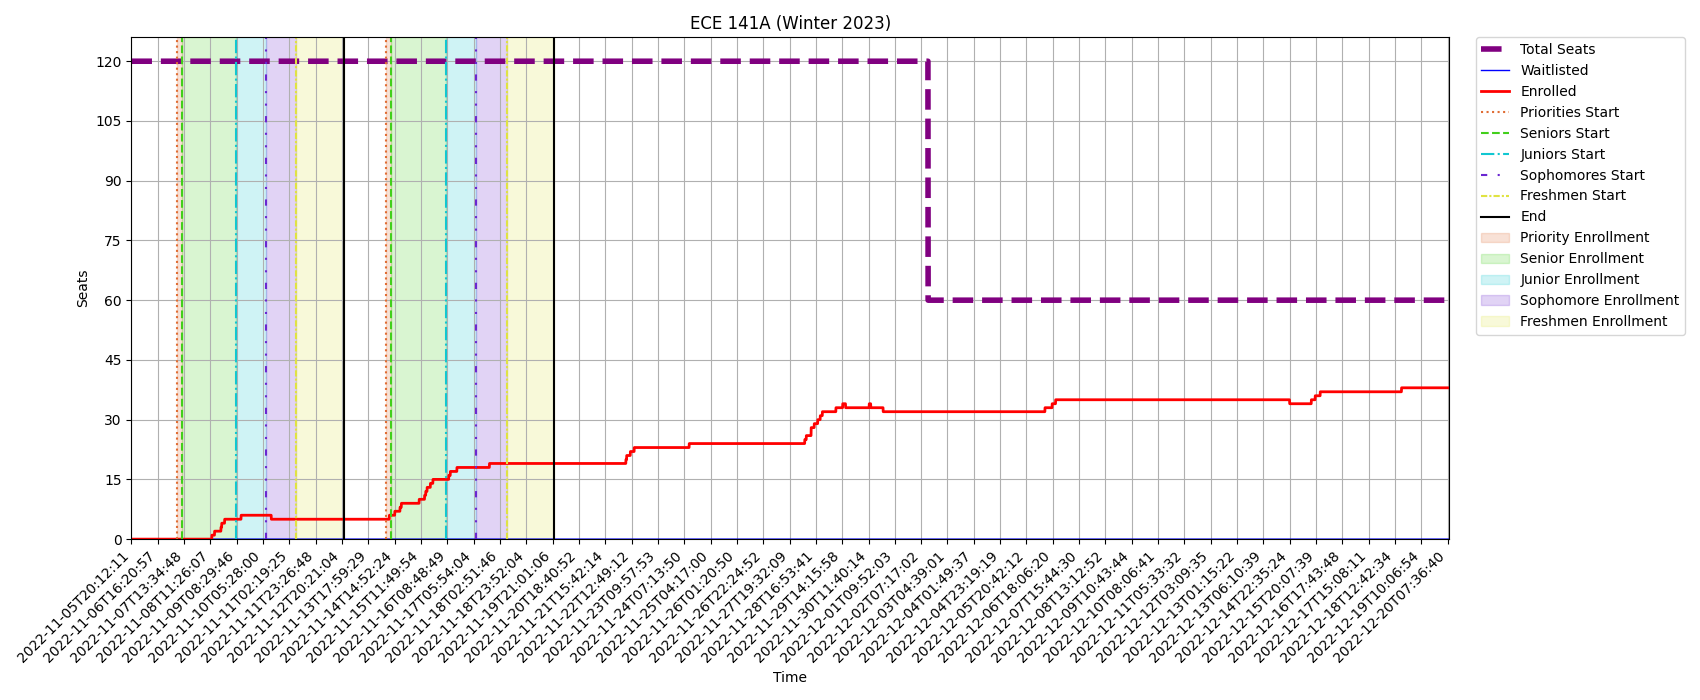 ECE 141A (Winter 2023)
Seats
120
105
90
75
60
45
30
15
0
2022-11-05T20:12:11
2022-11-06T16:20:57
2022-11-07T13:34:48
2022-11-08T11:26:07
2022-11-09T08:29:46
2022-11-10T05:28:00
2022-11-11T02:19:25
2022-11-11T23:26:48
2022-11-12T20:21:04
2022-11-13T17:59:29
2022-11-14T14:52:24
2022-11-15T11:49:54
2022-11-16T08:48:49
2022-11-17T05:54:04
2022-11-18T02:51:46
2022-11-18T23:52:04
2022-11-19T21:01:06
2022-11-20T18:40:52
2022-11-21T15:42:14
2022-11-22T12:49:12
2022-11-23T09:57:53
2022-11-24T07:13:50
2022-11-25T04:17:00
2022-11-26T01:20:50
2022-11-26T22:24:52
2022-11-27T19:32:09
2022-11-28T16:53:41
2022-11-29T14:15:58
2022-11-30T11:40:14
2022-12-01T09:52:03
2022-12-02T07:17:02
2022-12-03T04:39:01
2022-12-04T01:49:37
2022-12-04T23:19:19
2022-12-05T20:42:12
2022-12-06T18:06:20
2022-12-07T15:44:30
2022-12-08T13:12:52
2022-12-09T10:43:44
2022-12-10T08:06:41
2022-12-11T05:33:32
2022-12-12T03:09:35
2022-12-13T01:15:22
2022-12-13T06:10:39
2022-12-14T22:35:24
2022-12-15T20:07:39
2022-12-16T17:43:48
2022-12-17T15:08:11
2022-12-18T12:42:34
2022-12-19T10:06:54
2022-12-20T07:36:40
Time
Total Seats
Waitlisted
Enrolled
Priorities Start
Seniors Start
Juniors Start
Sophomores Start
Freshmen Start
End
Priority Enrollment
Senior Enrollment
Junior Enrollment
Sophomore Enrollment
Freshmen Enrollment